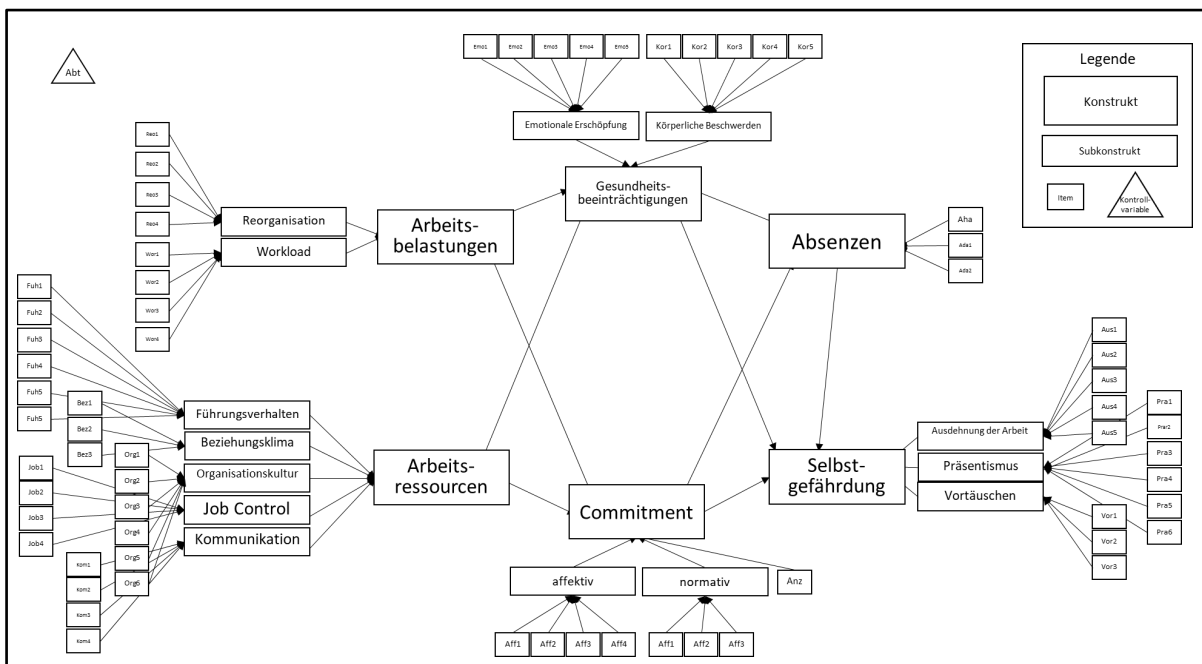 Abt
Emo1
Emo2
Emo3
Emo4
Emo5
Kor1
Kor2
Kor3
Kor4
Kor5
Emotionale Erschöpfung
Körperliche Beschwerden
Legende
Konstrukt
Subkonstrukt
Item
Kontroll-
variable
Reo1
Reo2
Reo3
Reo4
Wor1
Wor2
Wor3
Wor4
Reorganisation
Workload
Arbeits-
belastungen
Gesundheits-
beeinträchtigungen
Absenzen
Aha
Ada1
Ada2
Fuh1
Fuh2
Fuh3
Fuh4
Fuh5
Fuh5
Bez1
Bez2
Bez3
Org1
Org2
Org3
Org4
Org5
Org6
Job1
Job2
Job3
Job4
Kom1
Kom2
Kom3
Kom4
Führungsverhalten
Beziehungsklima
Organisationskultur
Job Control
Kommunikation
Arbeits-
ressourcen
Commitment
Selbst-
gefährdung
Ausdehnung der Arbeit
Präsentismus
Vortäuschen
Aus1
Aus2
Aus3
Aus4
Aus5
Pra1
Prar2
Pra3
Pra4
Pra5
Pra6
Vor1
Vor2
Vor3
affektiv
normativ
Anz
Aff1
Aff2
Aff3
Aff4
Aff1
Aff2
Aff3